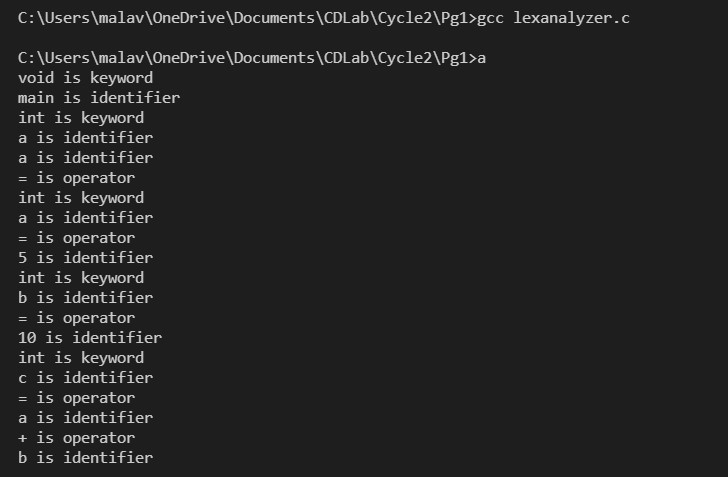 C:\Users\malav\OneDrive\Documents\CDLab\Cycle2\Pg1>gcc lexanalyzer.c
C:\Users\malav\OneDrive\Documents\CDLab\Cycle2\Pg1>a
void is keyword
main is identifier
int is keyword
a is identifier
a is identifier
= is operator
int is keyword
a is identifier
= is operator
5 is identifier
int is keyword
b is identifier
= is operator
10 is identifier
int is keyword
c is identifier
= is operator
a is identifier
+ is operator
b is identifier